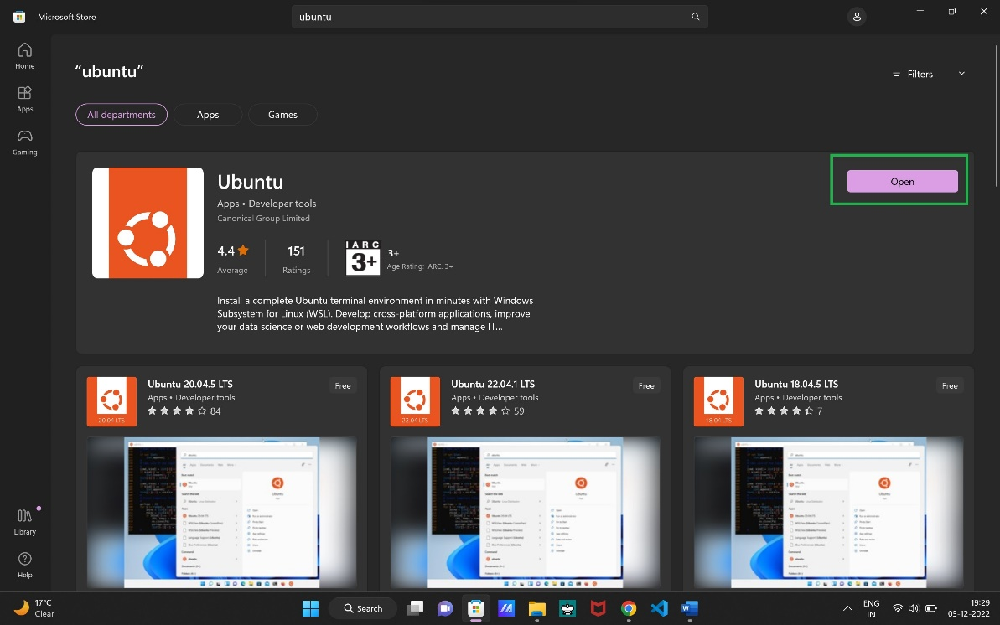 Microsoft Store
ubuntu
Home
Apps
Gaming
“ubuntu”
Filters
All departments
Apps
Games
Ubuntu
Open
Apps • Developer tools
Canonical Group Limited
4.4
151
IARC
3+
3+
Age Rating: IARC: 3+
Average
Ratings
Install a complete Ubuntu terminal environment in minutes with Windows
Subsystem for Linux (WSL). Develop cross-platform applications, improve
your data science or web development workflows and manage IT...
Ubuntu 20.04.5 LTS
Free
Apps • Developer tools
84
20.04 LTS
Ubuntu 22.04.1 LTS
Free
Apps • Developer tools
59
22.04 LTS
Ubuntu 18.04.5 LTS
Free
Apps • Developer tools
7
18.04 LTS
Library
Help
17°C
Clear
Search
ENG
IN
19:29
05-12-2022